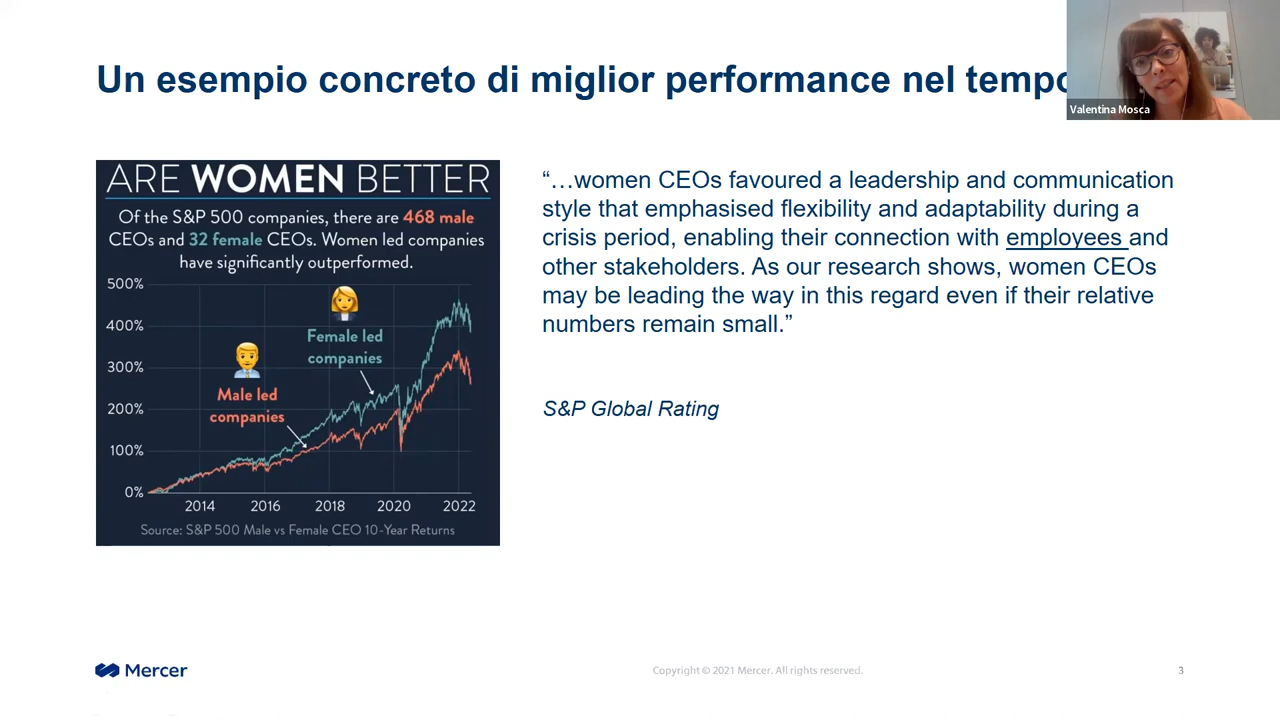 Un esempio concreto di miglior performance nel tempo
Valentina Mosca
ARE WOMEN BETTER
Of the S&P 500 companies, there are 468 male
CEOs and 32 female CEOs. Women led companies
have significantly outperformed.
500%
400%
300%
200%
100%
0%
Female led
companies
Male led
companies
2014 2016 2018 2020 2022
Source: S&P 500 Male vs Female CEO 10-Year Returns
“…women CEOs favoured a leadership and communication
style that emphasised flexibility and adaptability during a
crisis period, enabling their connection with employees and
other stakeholders. As our research shows, women CEOs
may be leading the way in this regard even if their relative
numbers remain small.”
S&P Global Rating
Mercer
Copyright © 2021 Mercer. All rights reserved.
3